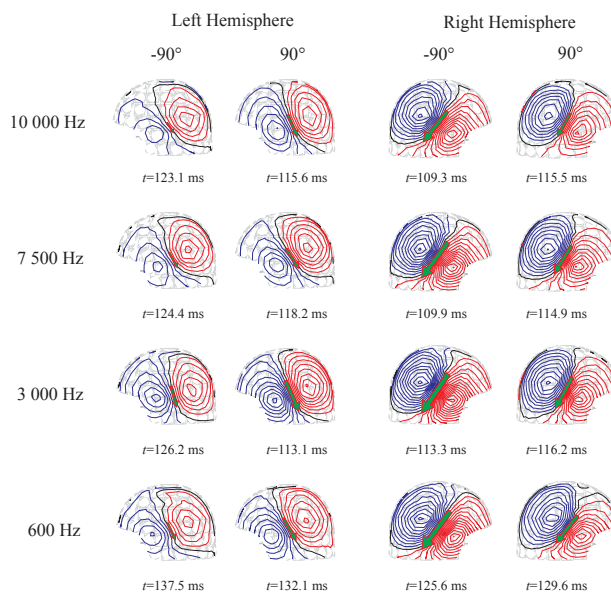 Left Hemisphere Right Hemisphere
-90° 90° -90° 90°
10 000 Hz
t=123.1 ms t=115.6 ms t=109.3 ms t=115.5 ms
7 500 Hz
t=124.4 ms t=118.2 ms t=109.9 ms t=114.9 ms
3 000 Hz
t=126.2 ms t=113.1 ms t=113.3 ms t=116.2 ms
600 Hz
t=137.5 ms t=132.1 ms t=125.6 ms t=129.6 ms